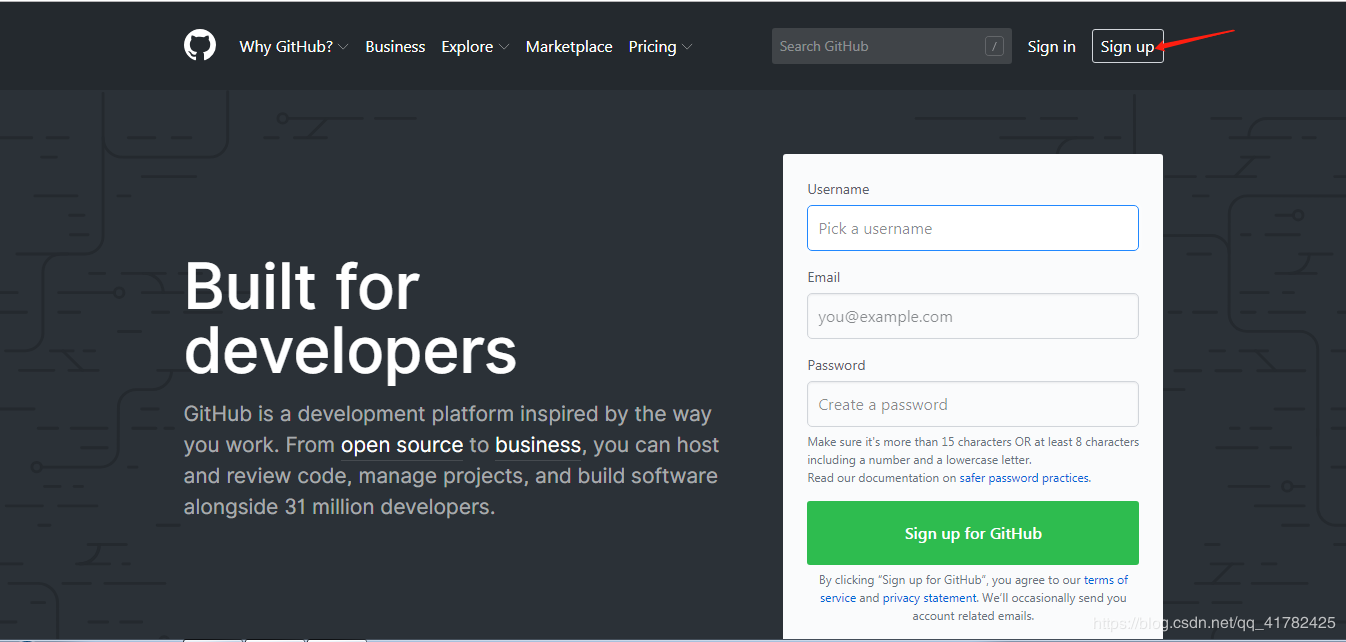 Why GitHub? Business Explore Marketplace Pricing Search GitHub / Sign in Sign up
Built for
developers
GitHub is a development platform inspired by the way
you work. From open source to business, you can host
and review code, manage projects, and build software
alongside 31 million developers.
Username
Pick a username
Email
you@example.com
Password
Create a password
Make sure it's more than 15 characters OR at least 8 characters
including a number and a lowercase letter.
Read our documentation on safer password practices.
Sign up for GitHub
By clicking “Sign up for GitHub”, you agree to our terms of
service and privacy statement. We’ll occasionally send you
account related emails.
https://blog.csdn.net/qq_41782425